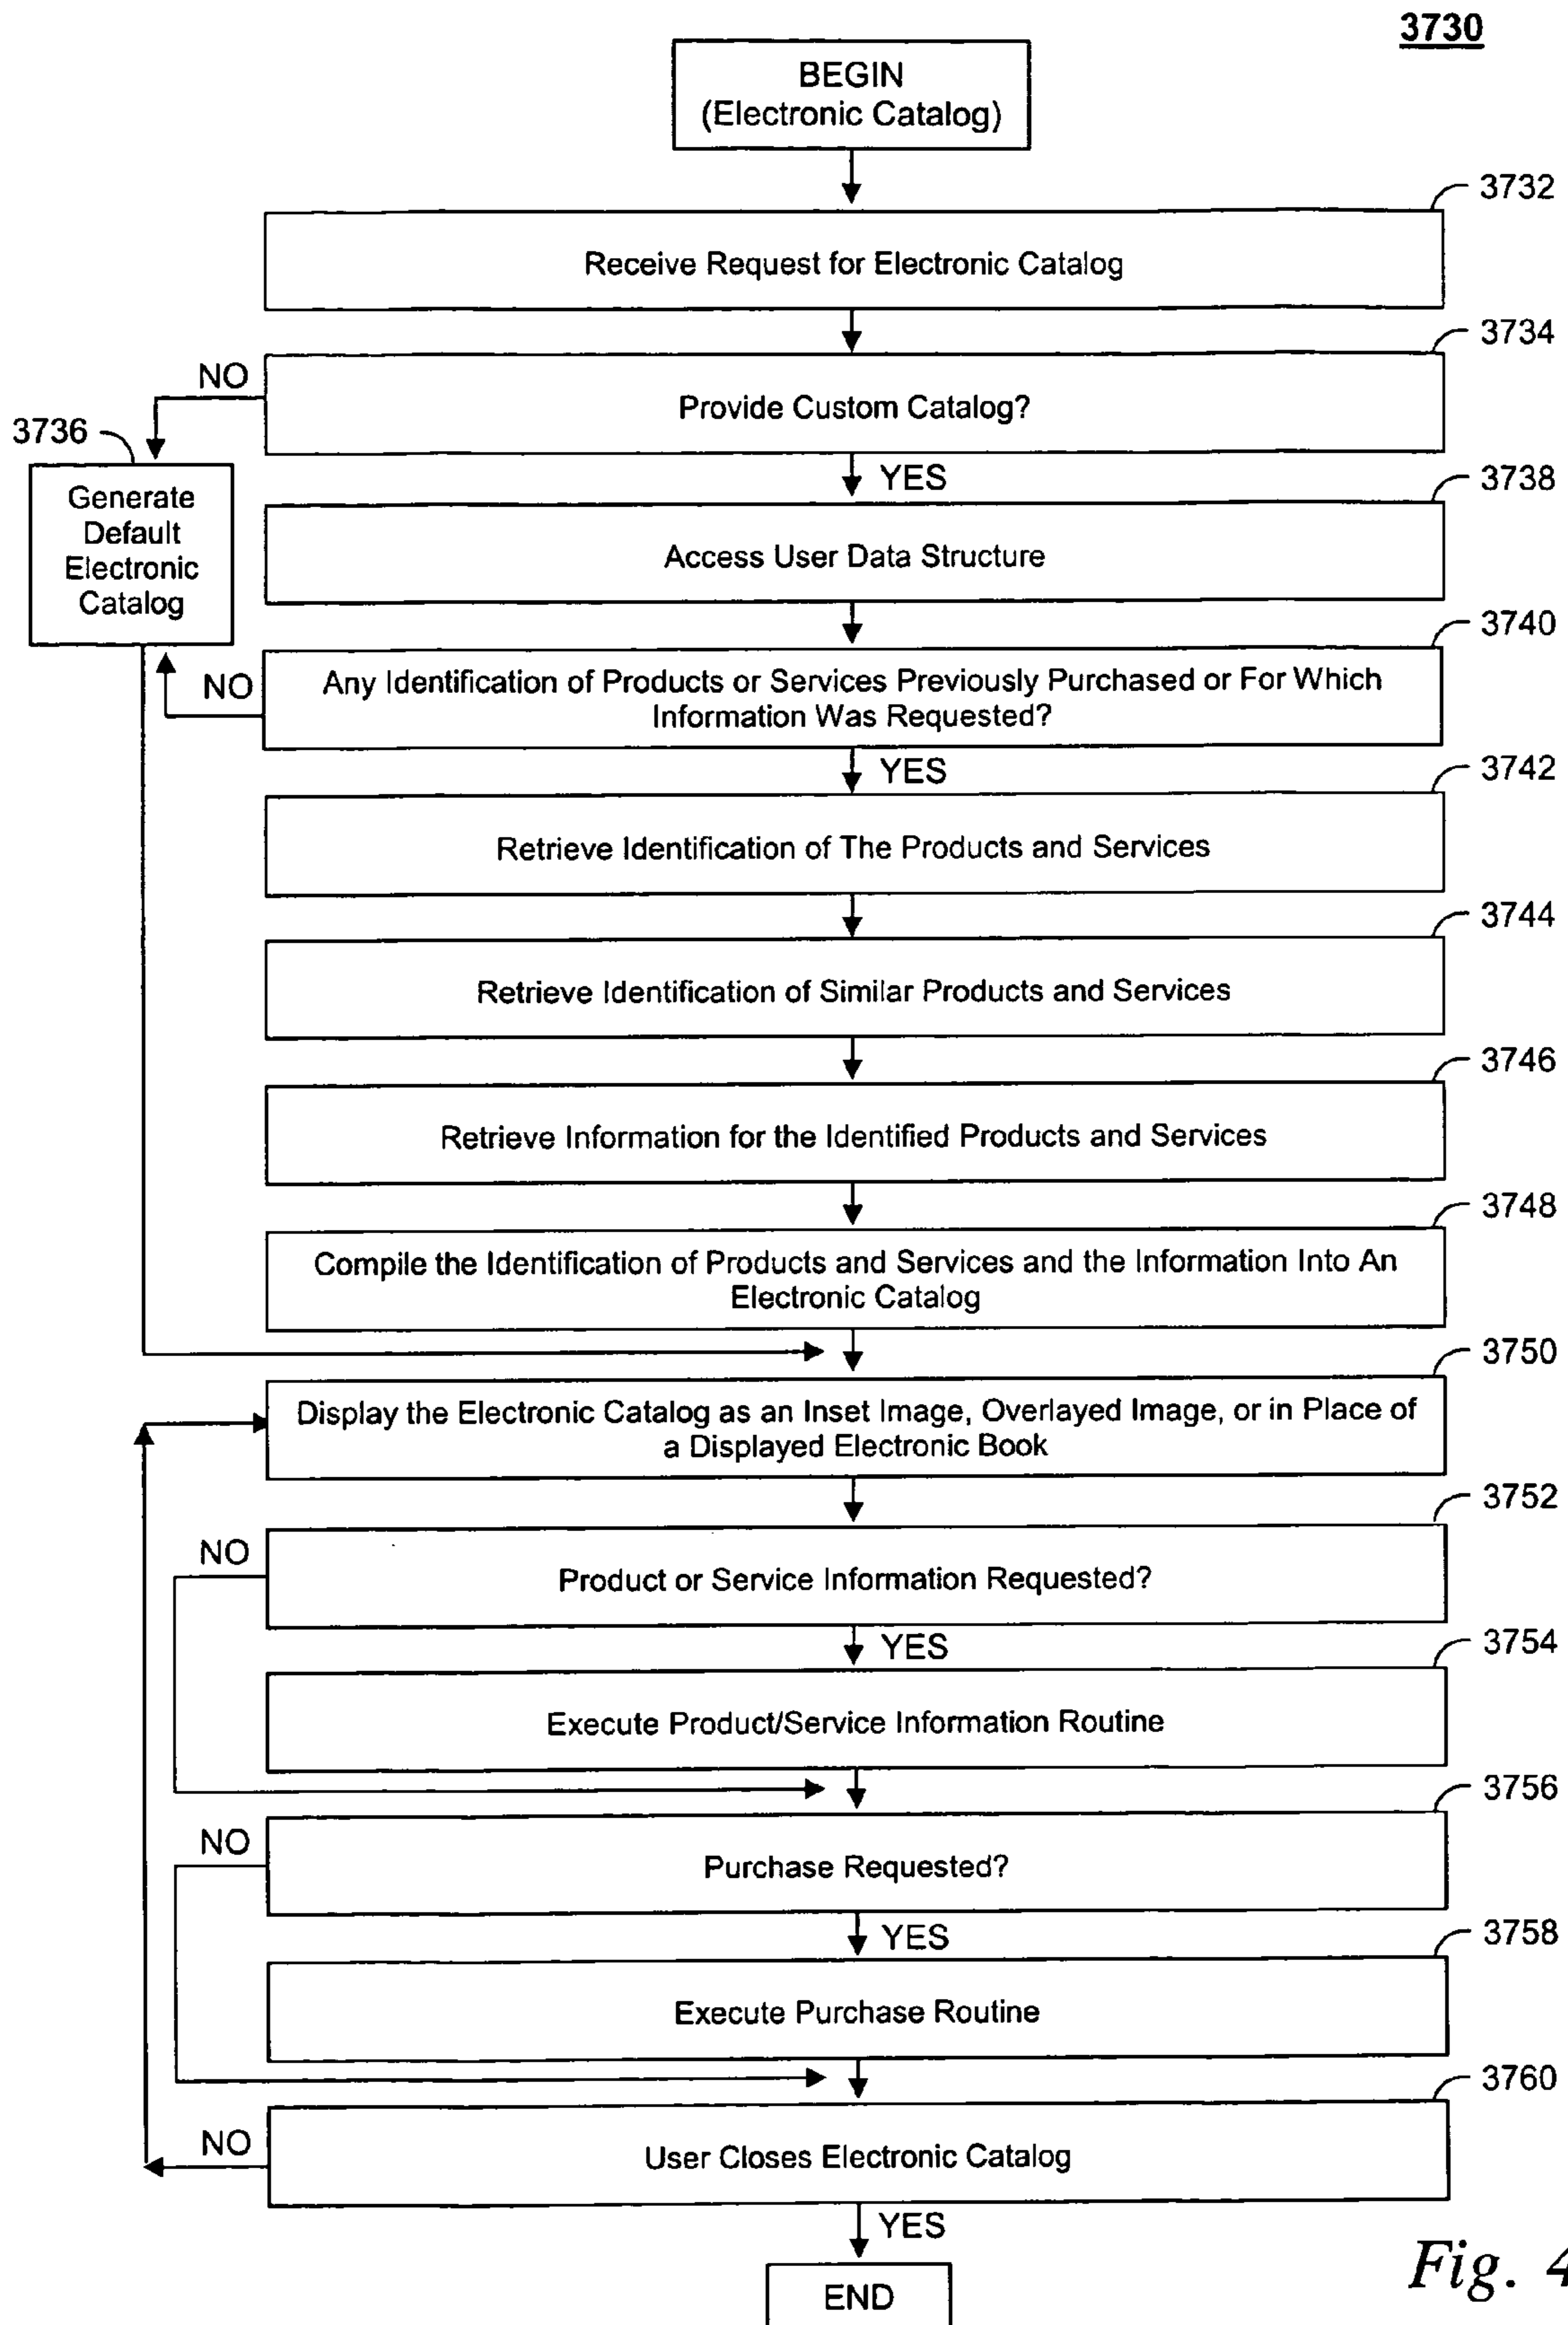 3730
BEGIN
(Electronic Catalog)
3732
Receive Request for Electronic Catalog
3734
NO
Provide Custom Catalog?
3736
YES
3738
Generate
Default
Electronic
Catalog
Access User Data Structure
3740
NO
Any Identification of Products or Services Previously Purchased or For Which
Information Was Requested?
YES
3742
Retrieve Identification of The Products and Services
3744
Retrieve Identification of Similar Products and Services
3746
Retrieve Information for the Identified Products and Services
3748
Compile the Identification of Products and Services and the Information Into An
Electronic Catalog
3750
Display the Electronic Catalog as an Inset Image, Overlayed Image, or in Place of
a Displayed Electronic Book
3752
NO
Product or Service Information Requested?
YES
3754
Execute Product/Service Information Routine
3756
NO
Purchase Requested?
YES
3758
Execute Purchase Routine
3760
NO
User Closes Electronic Catalog
YES
Fig. 4
END